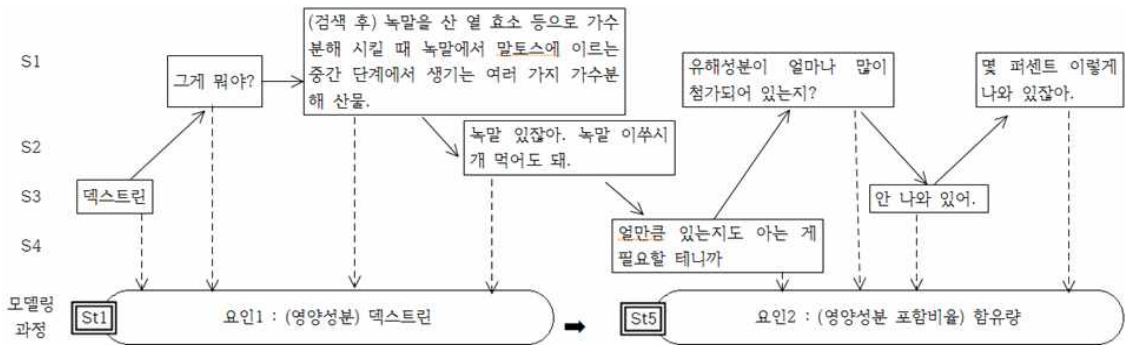 S1
S2
S3
S4
모델링
과정
덱스트린
그게 뭐야?
(검색 후) 녹말을 산 열 효소 등으로 가수
분해 시킬 때 녹말에서 말토스에 이르는
중간 단계에서 생기는 여러 가지 가수분
해 산물.
녹말 있잖아. 녹말 이쑤시
개 먹어도 돼.
얼만큼 있는지도 아는 게
필요할 테니까
유해성분이 얼마나 많이
첨가되어 있는지?
안 나와 있어.
몇 퍼센트 이렇게
나와 있잖아.
St1
요인1 : (영양성분) 덱스트린
St5
요인2 : (영양성분 포함비율) 함유량